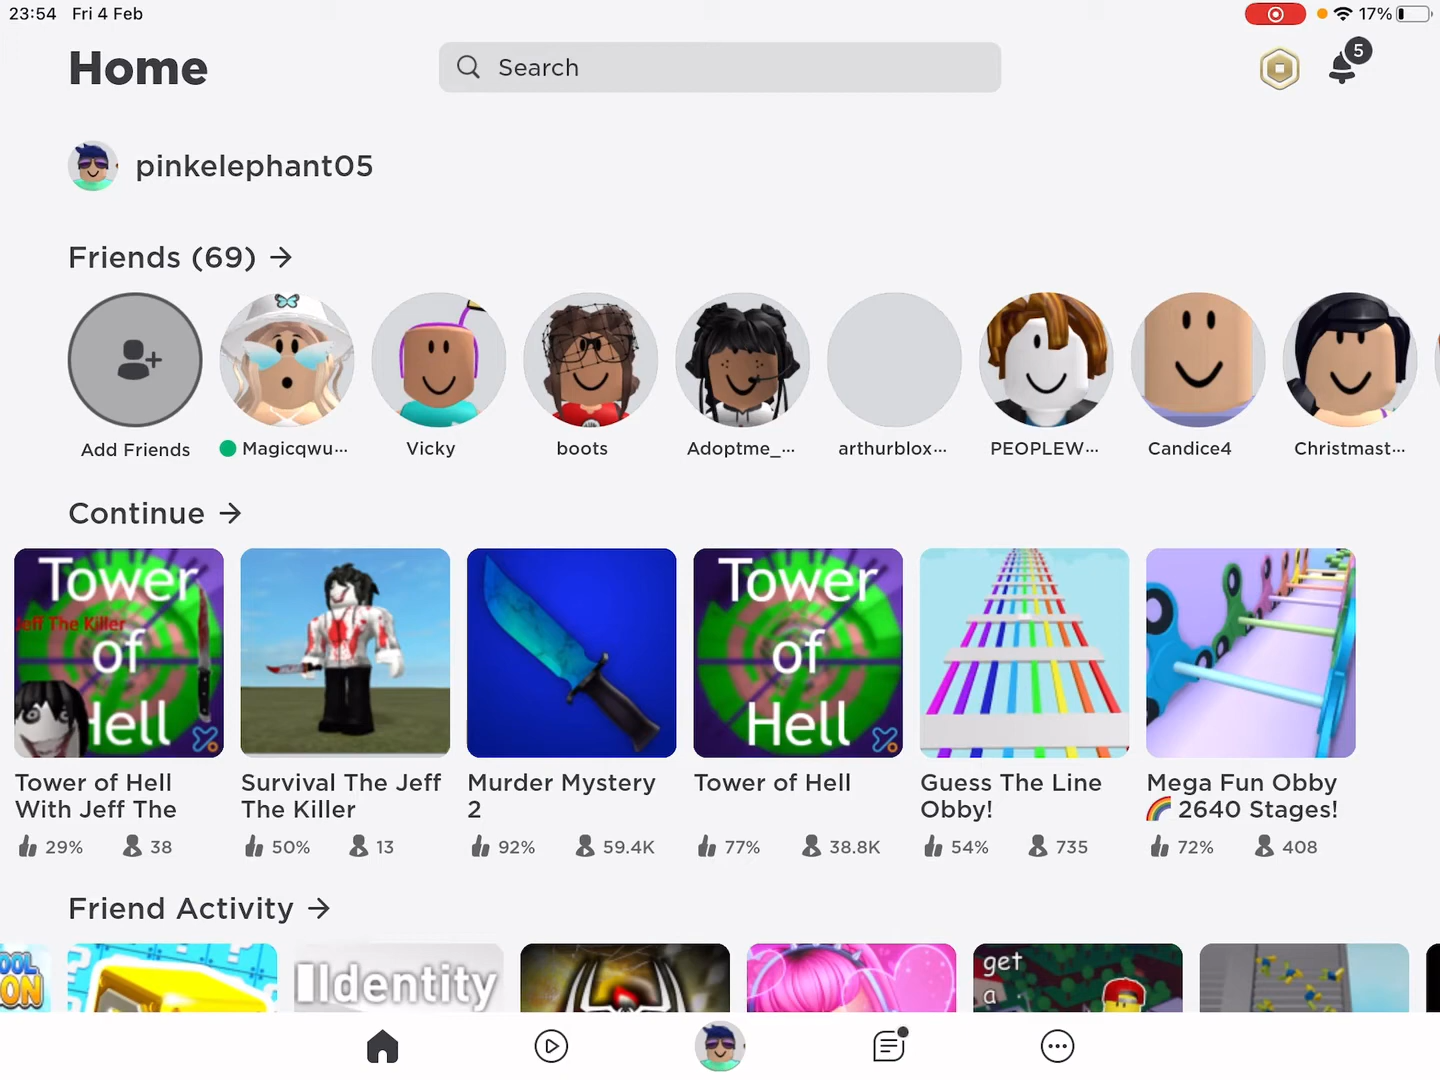 23:54 Fri 4 Feb 17%
Home
Search
5
pinkelephant05
Friends (69) →
Add Friends
Magicqwu...
Vicky
boots
Adoptme_...
arthurblox...
PEOPLEW...
Candice4
Christmast...
Continue →
Tower
Jeff The Killer
of
Hell
Tower
of
Hell
Tower of Hell
With Jeff The
29% 38
Survival The Jeff
The Killer
50% 13
Murder Mystery
2
92% 59.4K
Tower of Hell
77% 38.8K
Guess The Line
Obby!
54% 735
Mega Fun Obby
🌈 2640 Stages!
72% 408
Friend Activity →
Identity
get
a